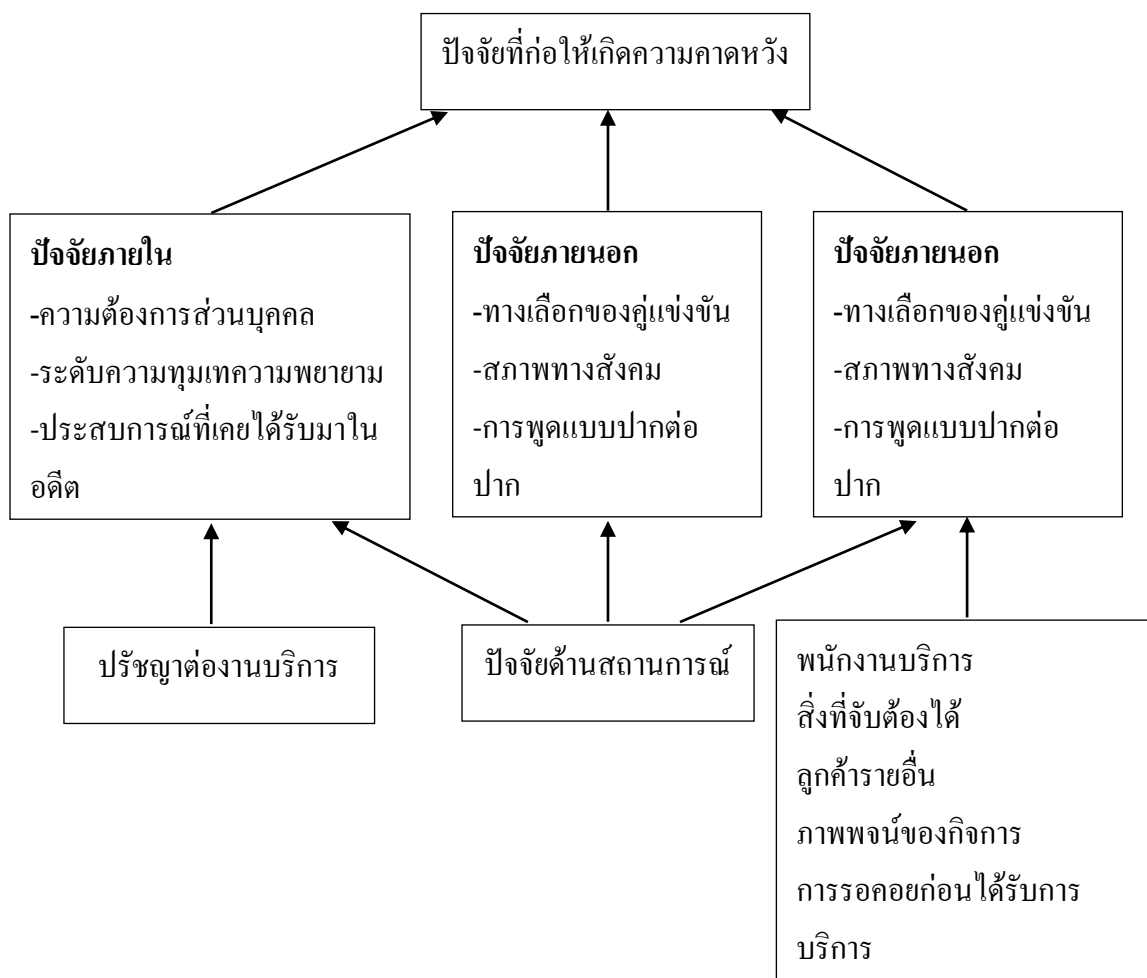 ปัจจัยที่ก่อให้เกิดความคาดหวัง
ปัจจัยภายใน
-ความต้องการส่วนบุคคล
-ระดับความทุมเทความพยายาม
-ประสบการณ์ที่เคยได้รับมาใน
อดีต
ปัจจัยภายนอก
-ทางเลือกของคู่แข่งขัน
-สภาพทางสังคม
-การพูดแบบปากต่อ
ปาก
ปัจจัยภายนอก
-ทางเลือกของคู่แข่งขัน
-สภาพทางสังคม
-การพูดแบบปากต่อ
ปาก
ปรัชญาต่องานบริการ
ปัจจัยด้านสถานการณ์
พนักงานบริการ
สิ่งที่จับต้องได้
ลูกค้ารายอื่น
ภาพพจน์ของกิจการ
การรอคอยก่อนได้รับการ
บริการ